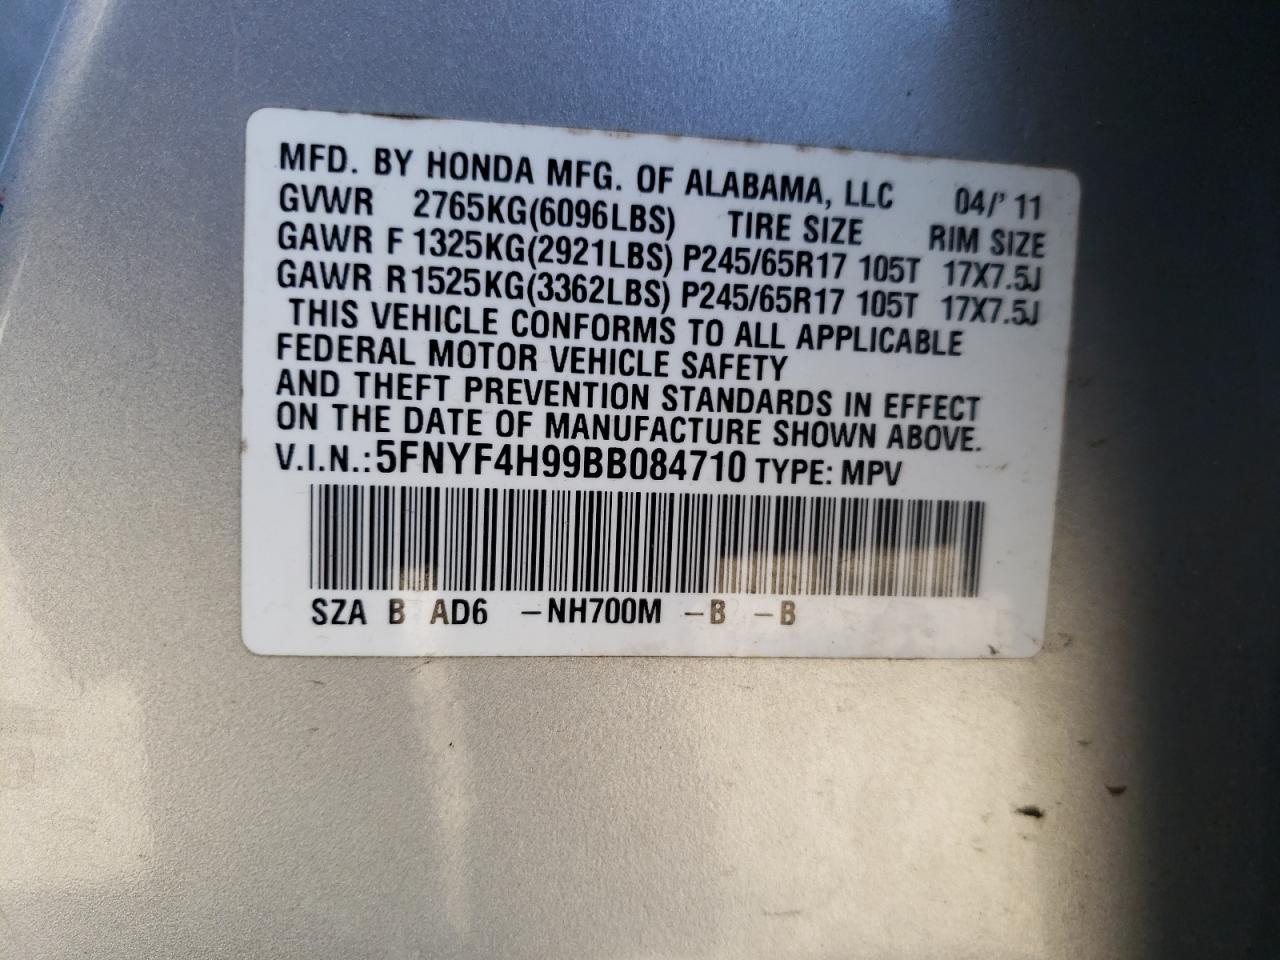 MFD. BY HONDA MFG. OF ALABAMA, LLC 04/' 11
GVWR 2765KG(6096LBS) TIRE SIZE RIM SIZE
GAWR F 1325KG(2921LBS) P245/65R17 105T 17X7.5J
GAWR R1525KG(3362LBS) P245/65R17 105T 17X7.5J
THIS VEHICLE CONFORMS TO ALL APPLICABLE
FEDERAL MOTOR VEHICLE SAFETY
AND THEFT PREVENTION STANDARDS IN EFFECT
ON THE DATE OF MANUFACTURE SHOWN ABOVE.
V.I.N.: 5FNYF4H99BB084710 TYPE: MPV
SZA B AD6 –NH700M –B –B